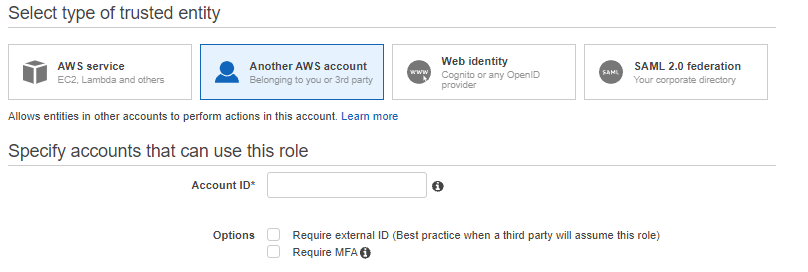 Select type of trusted entity
AWS service
EC2, Lambda and others
Another AWS account
Belonging to you or 3rd party
www
Web identity
Cognito or any OpenID
provider
SAML
SAML 2.0 federation
Your corporate directory
Allows entities in other accounts to perform actions in this account. Learn more
Specify accounts that can use this role
Account ID*
Options
Require external ID (Best practice when a third party will assume this role)
Require MFA